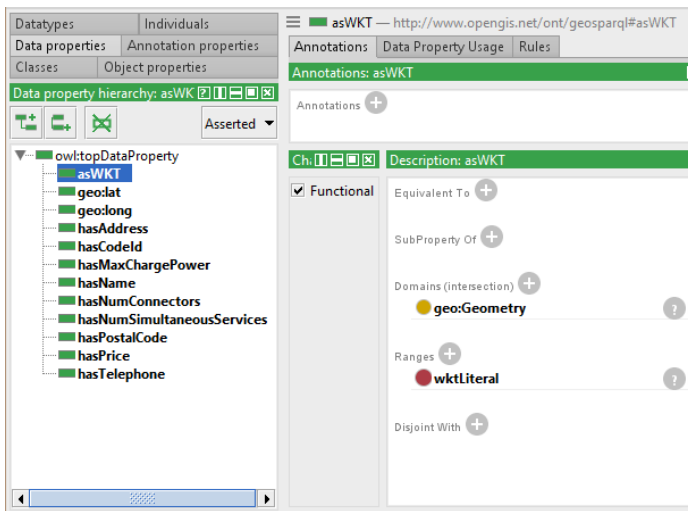 Datatypes
Individuals
Data properties
Annotation properties
Classes
Object properties
Data property hierarchy: asWK
Asserted
owl:topDataProperty
asWKT
geo:lat
geo:long
hasAddress
hasCodeId
hasMaxChargePower
hasName
hasNumConnectors
hasNumSimultaneousServices
hasPostalCode
hasPrice
hasTelephone
asWKT — http://www.opengis.net/ont/geosparql#asWKT
Annotations
Data Property Usage
Rules
Annotations: asWKT
Annotations
Cha
Functional
Description: asWKT
Equivalent To
SubProperty Of
Domains (intersection)
geo:Geometry
Ranges
wktLiteral
Disjoint With